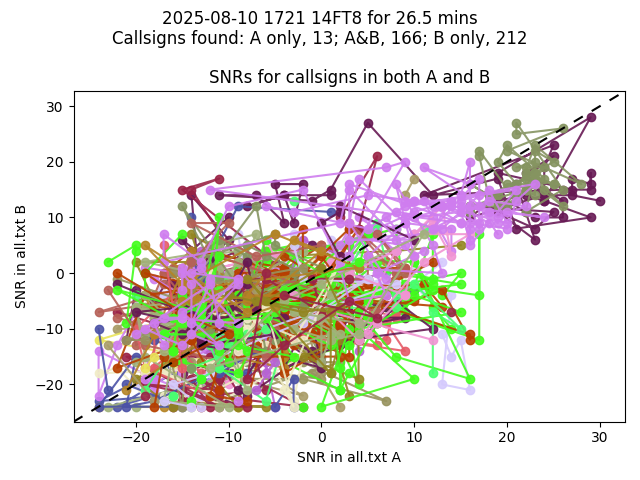 2025-08-10 1721 14FT8 for 26.5 mins
Callsigns found: A only, 13; A&B, 166; B only, 212
SNRs for callsigns in both A and B
30
20
10
0
−10
−20
SNR in all.txt B
−20 −10 0 10 20 30
SNR in all.txt A